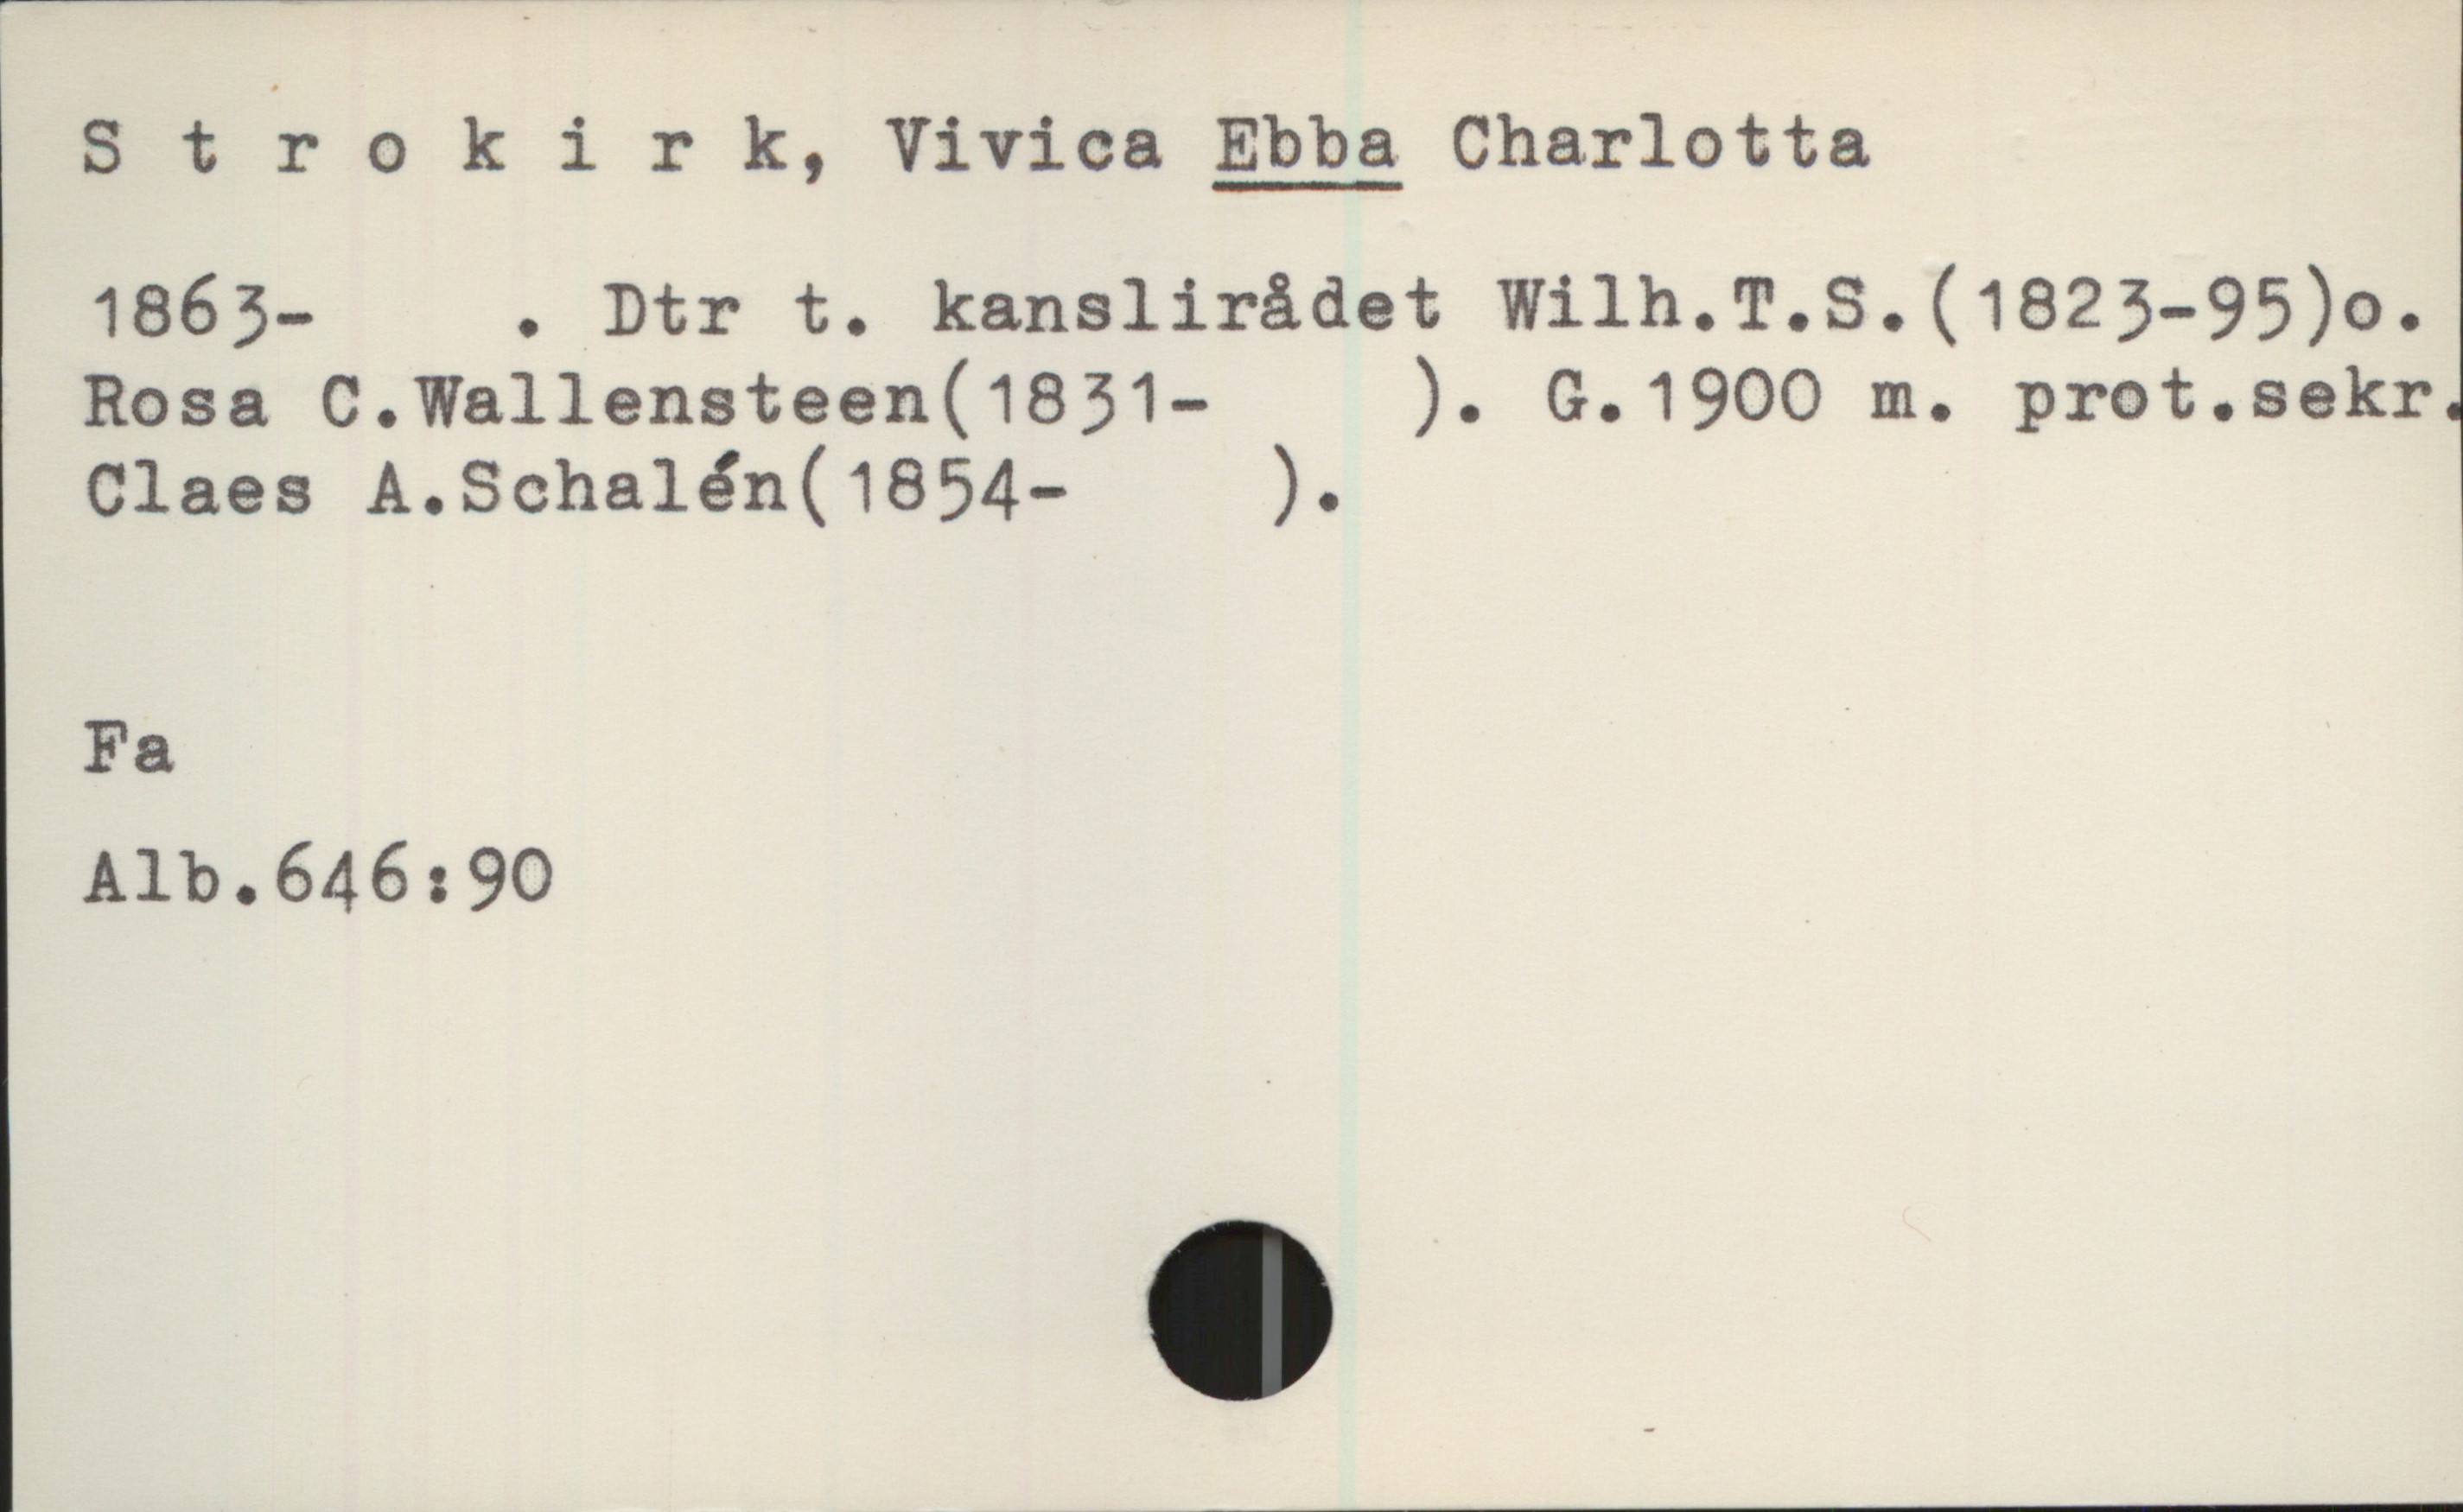 S t r o k i r k, Vivica Ebba Charlotta
1863-    . Dtr t. kanslirådet Wilh.T.S.(1823-95)o.
Rosa C.Wallensteen(1831-    ). G.1900 m. prot.sekr.
Claes A.Schalén(1854-    ).
Fa
Alb.646:90